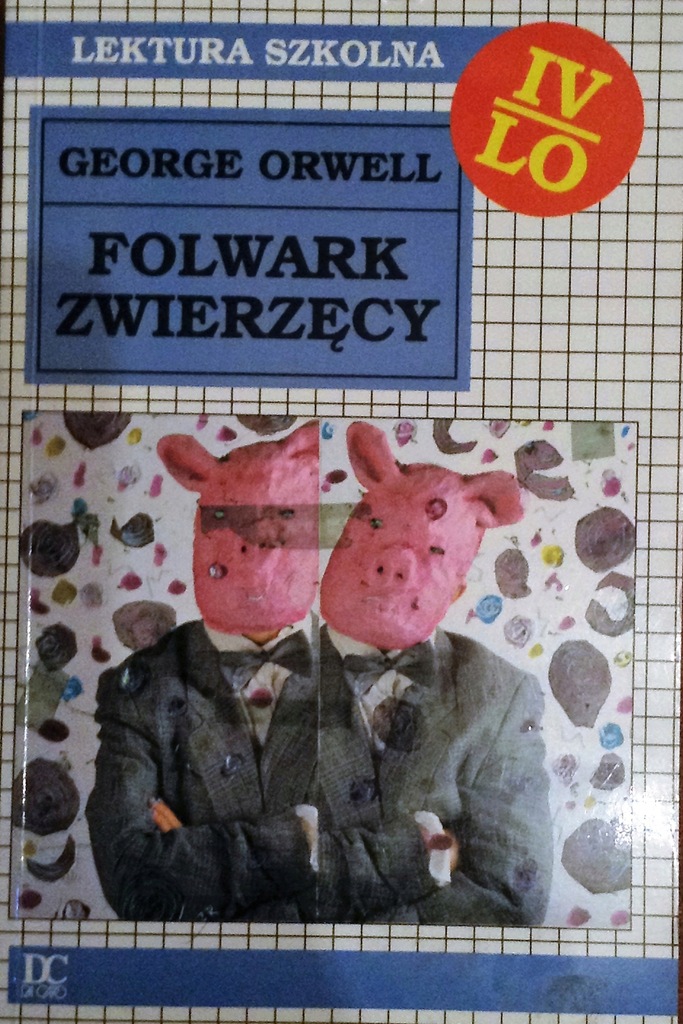 LEKTURA SZKOLNA
IV
LO
GEORGE ORWELL
FOLWARK
ZWIERZĘCY
DC